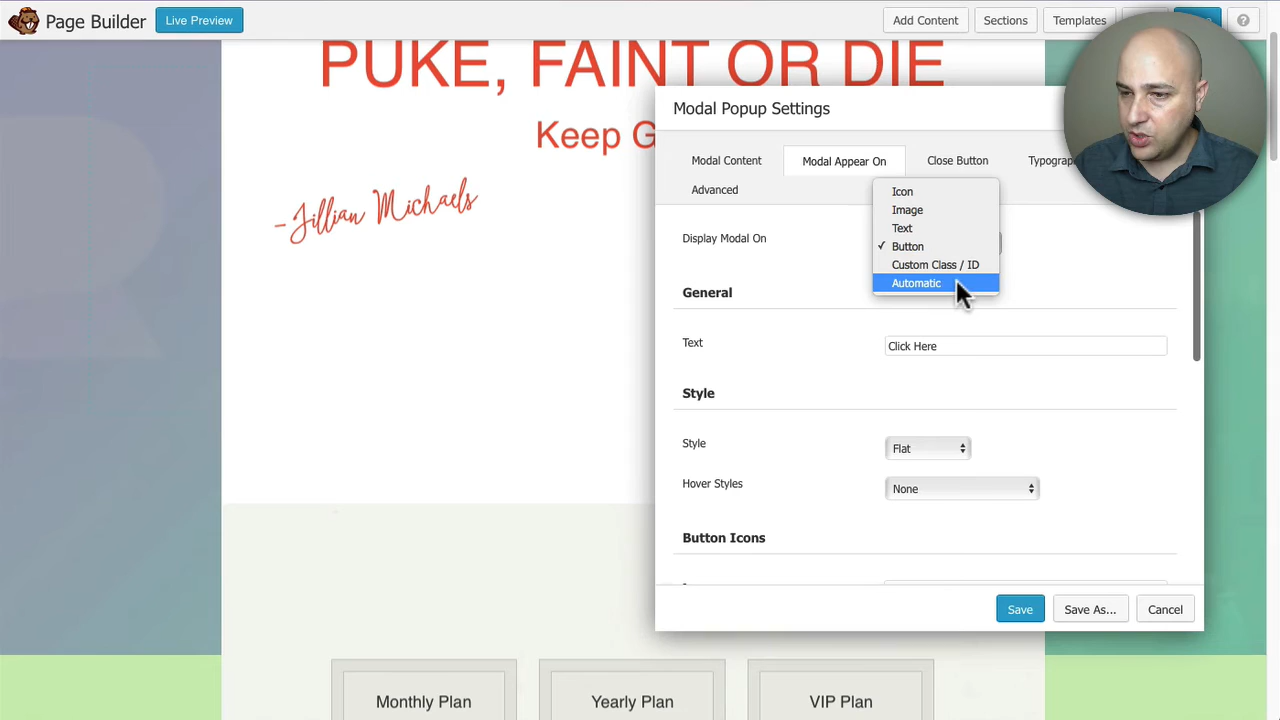 Page Builder
Live Preview
Add Content
Sections
Templates
?
PUKE, FAINT OR DIE
Keep G
-Jillian Michaels
Modal Popup Settings
Modal Content
Modal Appear On
Close Button
Advanced
Display Modal On
Icon
Image
Text
✓ Button
Custom Class / ID
Automatic
General
Text
Click Here
Style
Style
Flat
Hover Styles
None
Button Icons
Save
Save As...
Cancel
Monthly Plan
Yearly Plan
VIP Plan